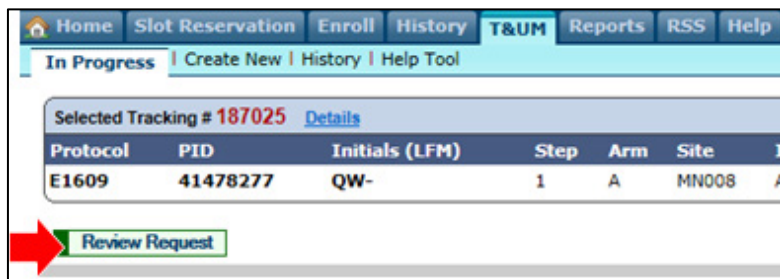 Home Slot Reservation Enroll History T&UM Reports RSS Help
In Progress | Create New | History | Help Tool
Selected Tracking # 187025 Details
Protocol PID Initials (LFM) Step Arm Site
E1609 41478277 QW- 1 A MN008
Review Request